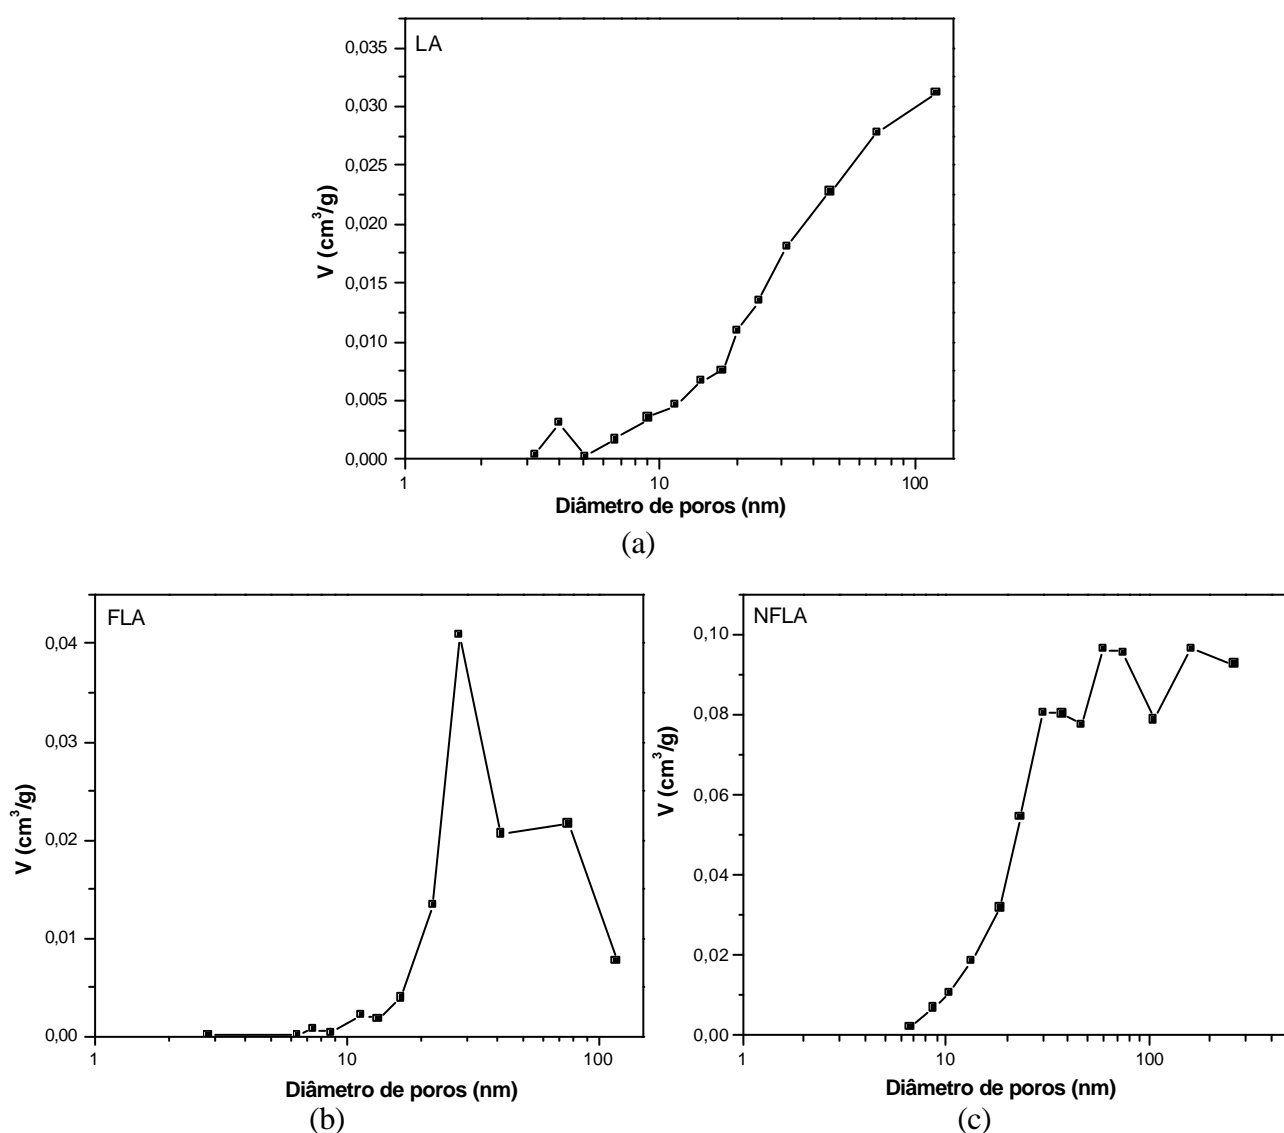 LA
0,035
0,030
0,025
0,020
0,015
0,010
0,005
0,000
V (cm³/g)
1
10
100
Diâmetro de poros (nm)
(a)
FLA
0,04
0,03
0,02
0,01
0,00
V (cm³/g)
1
10
100
Diâmetro de poros (nm)
(b)
NFLA
0,10
0,08
0,06
0,04
0,02
0,00
V (cm³/g)
1
10
100
Diâmetro de poros (nm)
(c)